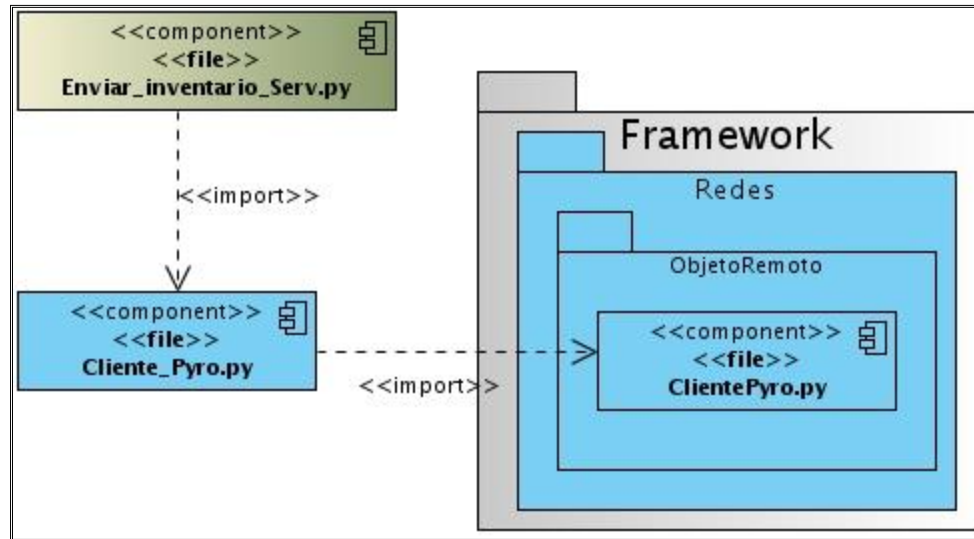 <<component>>
<<file>>
Enviar_inventario_Serv.py
<<import>>
<<component>>
<<file>>
Cliente_Pyro.py
<<import>>
Framework
Redes
ObjetoRemoto
<<component>>
<<file>>
ClientePyro.py